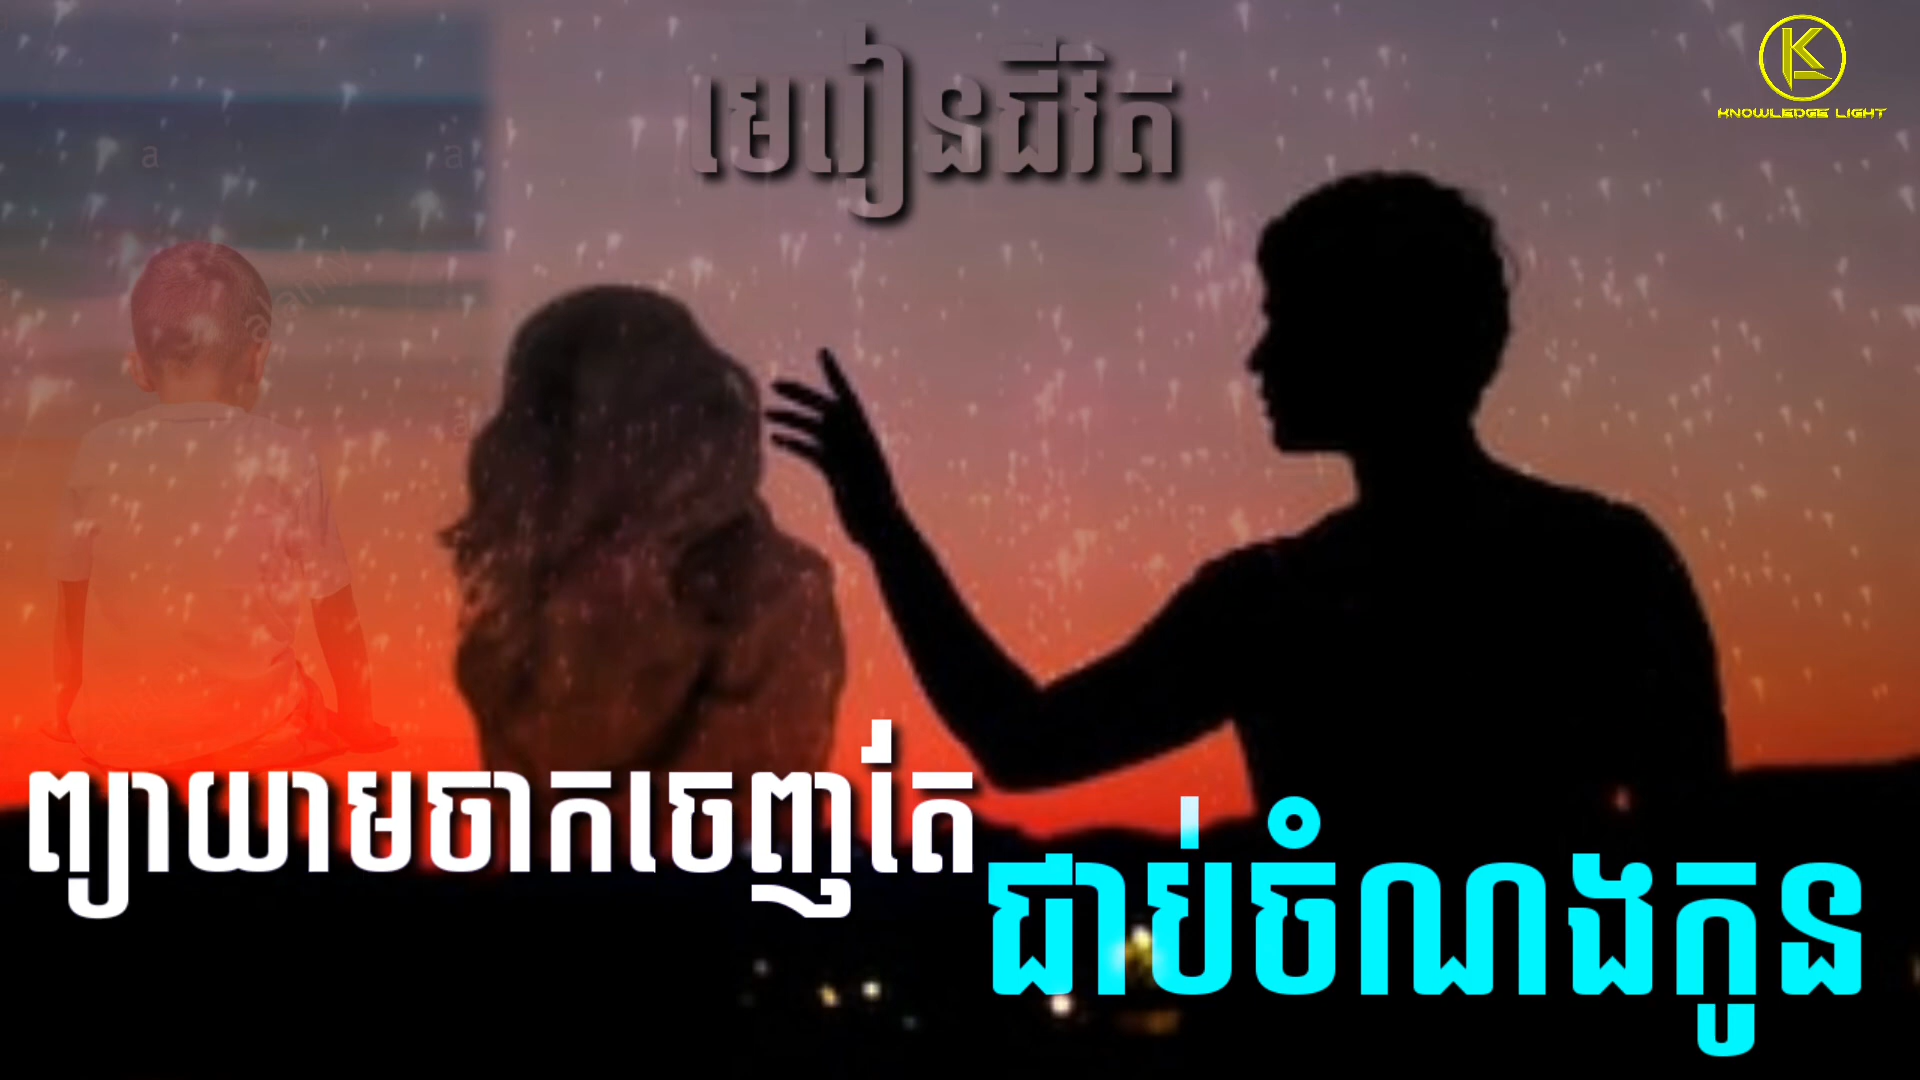 មេរៀនជីវិត
KNOWLEDGE LIGHT
a a
alamy
ព្យាយាមចាកចេញតែ
ជាប់ចំណងកូន